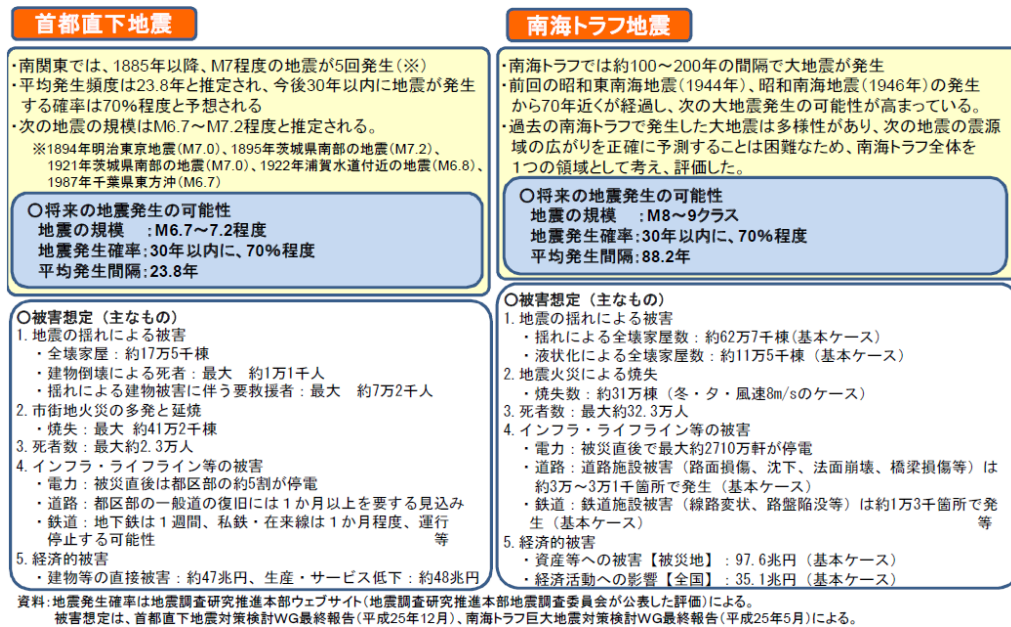 首都直下地震
・南関東では、1885年以降、M7程度の地震が5回発生(※)
・平均発生頻度は23.8年と推定され、今後30年以内に地震が発生
する確率は70%程度と予想される
・次の地震の規模はM6.7～M7.2程度と推定される。
※1894年明治東京地震(M7.0)、1895年茨城県南部の地震(M7.2)、
1921年茨城県南部の地震(M7.0)、1922年浦賀水道付近の地震(M6.8)、
1987年千葉県東方沖(M6.7)
〇将来の地震発生の可能性
地震の規模 :M6.7～7.2程度
地震発生確率:30年以内に、70%程度
平均発生間隔:23.8年
〇被害想定（主なもの）
1. 地震の揺れによる被害
・全壊家屋：約17万5千棟
・建物倒壊による死者：最大 約1万1千人
・揺れによる建物被害に伴う要救援者：最大 約7万2千人
2. 市街地火災の多発と延焼
・焼失：最大 約41万2千棟
3. 死者数：最大約2.3万人
4. インフラ・ライフライン等の被害
・電力：被災直後は都区部の約5割が停電
・道路：都区部の一般道の復旧には１か月以上を要する見込み
・鉄道：地下鉄は１週間、私鉄・在来線は１か月程度、運行
停止する可能性 等
5. 経済的被害
・建物等の直接被害：約47兆円、生産・サービス低下：約48兆円
南海トラフ地震
・南海トラフでは約100～200年の間隔で大地震が発生
・前回の昭和東南海地震(1944年)、昭和南海地震(1946年)の発生
から70年近くが経過し、次の大地震発生の可能性が高まっている。
・過去の南海トラフで発生した大地震は多様性があり、次の地震の震源
域の広がりを正確に予測することは困難なため、南海トラフ全体を
１つの領域として考え、評価した。
〇将来の地震発生の可能性
地震の規模 :M8～9クラス
地震発生確率:30年以内に、70%程度
平均発生間隔:88.2年
〇被害想定（主なもの）
1. 地震の揺れによる被害
・揺れによる全壊家屋数：約62万7千棟(基本ケース)
・液状化による全壊家屋数：約11万5千棟（基本ケース）
2. 地震火災による焼失
・焼失数：約31万棟（冬・夕・風速8m/sのケース）
3. 死者数：最大約32.3万人
4. インフラ・ライフライン等の被害
・電力：被災直後で最大約2710万軒が停電
・道路：道路施設被害（路面損傷、沈下、法面崩壊、橋梁損傷等）は
約3万～3万1千箇所で発生（基本ケース）
・鉄道：鉄道施設被害（線路変状、路盤陥没等）は約1万3千箇所で発
生（基本ケース） 等
5. 経済的被害
・資産等への被害【被災地】：97.6兆円（基本ケース）
・経済活動への影響【全国】：35.1兆円（基本ケース）
資料：地震発生確率は地震調査研究推進本部ウェブサイト(地震調査研究推進本部地震調査委員会が公表した評価)による。
被害想定は、首都直下地震対策検討WG最終報告(平成25年12月)、南海トラフ巨大地震対策検討WG最終報告(平成25年5月)による。